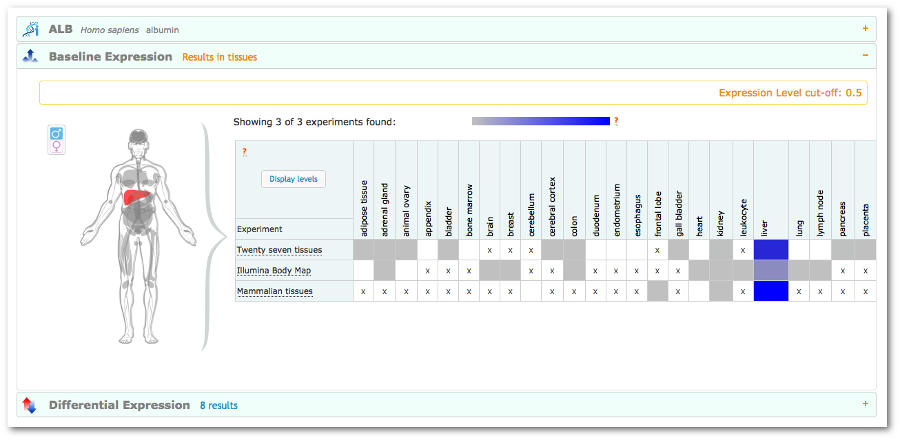 ALB Homo sapiens albumin +
Baseline Expression Results in tissues −
Expression Level cut-off: 0.5
Showing 3 of 3 experiments found: ?
?
Display levels
Experiment
adipose tissue
adrenal gland
animal ovary
appendix
bladder
bone marrow
brain
breast
cerebellum
cerebral cortex
colon
duodenum
endometrium
esophagus
frontal lobe
gall bladder
heart
kidney
leukocyte
liver
lung
lymph node
pancreas
placenta
Twenty seven tissues x x x x x
Illumina Body Map x x x x x x x x x x x x
Mammalian tissues x x x x x x x x x x x x x x x x x x x
Differential Expression 8 results +